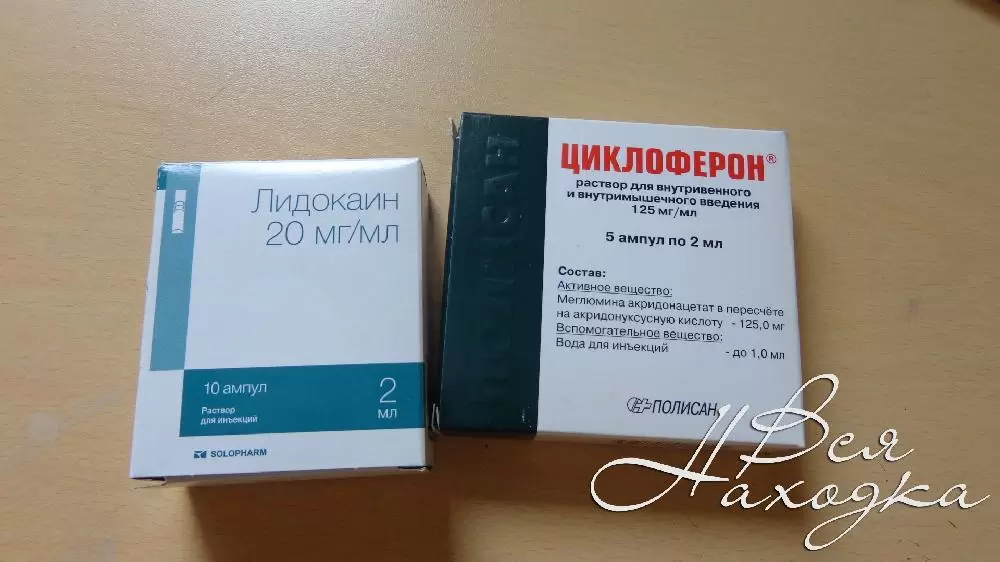 Лидокаин
20 мг/мл
10 ампул
2
мл
Раствор
для инъекций
SOLOPHARM
ПОЛИСАН
ЦИКЛОФЕРОН®
раствор для внутривенного
и внутримышечного введения
125 мг/мл
5 ампул по 2 мл
Состав:
Активное вещество:
Меглюмина акридонацетат в пересчёте
на акридонуксусную кислоту - 125,0 мг
Вспомогательное вещество:
Вода для инъекций - до 1,0 мл
ПОЛИСАН
Вся
Находка